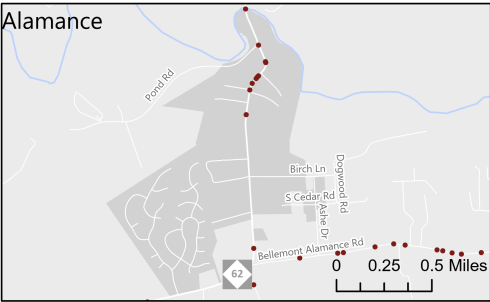 Alamance
Pond Rd
Birch Ln
Dogwood Rd
S Cedar Rd
Ashe Dr
Bellemont Alamance Rd
62
0 0.25 0.5 Miles